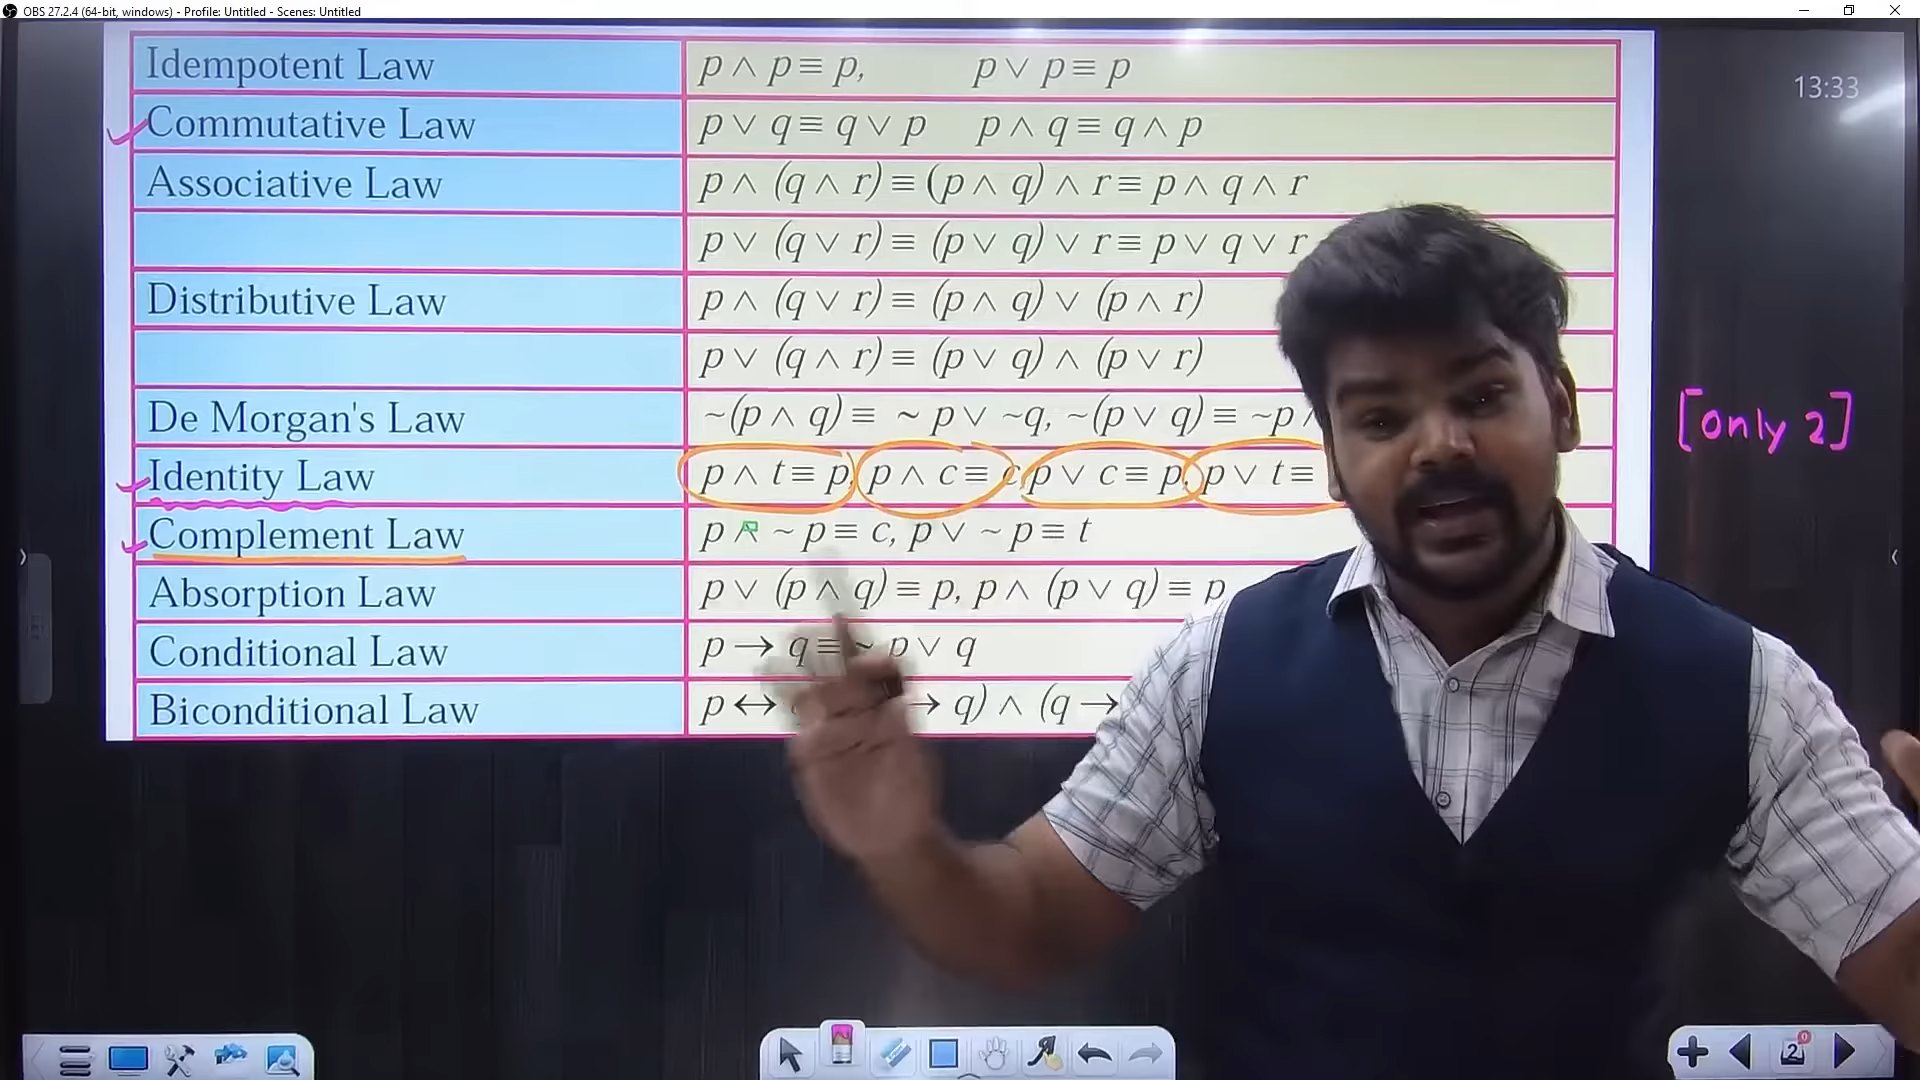 OBS 27.2.4 (64-bit, windows) - Profile: Untitled - Scenes: Untitled
13:33
Idempotent Law p ∧ p ≡ p, p ∨ p ≡ p
Commutative Law p ∨ q ≡ q ∨ p p ∧ q ≡ q ∧ p
Associative Law p ∧ (q ∧ r) ≡ (p ∧ q) ∧ r ≡ p ∧ q ∧ r
p ∨ (q ∨ r) ≡ (p ∨ q) ∨ r ≡ p ∨ q ∨ r
Distributive Law p ∧ (q ∨ r) ≡ (p ∧ q) ∨ (p ∧ r)
p ∨ (q ∧ r) ≡ (p ∨ q) ∧ (p ∨ r)
De Morgan's Law ~(p ∧ q) ≡ ~ p ∨ ~q, ~(p ∨ q) ≡ ~p ∧
[only 2]
Identity Law p ∧ t ≡ p, p ∧ c ≡ c, p ∨ c ≡ p, p ∨ t ≡
Complement Law p ∧ ~ p ≡ c, p ∨ ~ p ≡ t
Absorption Law p ∨ (p ∧ q) ≡ p, p ∧ (p ∨ q) ≡ p
Conditional Law p → q ≡ ~ p ∨ q
Biconditional Law p ↔ → q) ∧ (q →
2